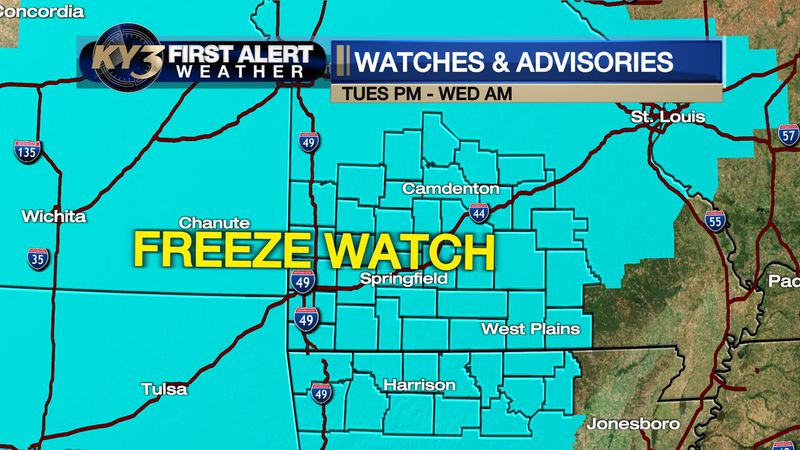 Concordia
KY3 FIRST ALERT
WEATHER
WATCHES & ADVISORIES
TUES PM - WED AM
St. Louis
57
135
49
Camdenton
Wichita
Chanute
44
55
FREEZE WATCH
35
Springfield
49
Pad
49
West Plains
Tulsa
Harrison
49
Jonesboro